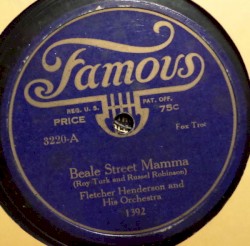 Famous
REG. U.S. PAT. OFF.
PRICE 75c
3220-A Fox Trot
Beale Street Mamma
(Roy Turk and Russel Robinson)
Fletcher Henderson and
His Orchestra
1392